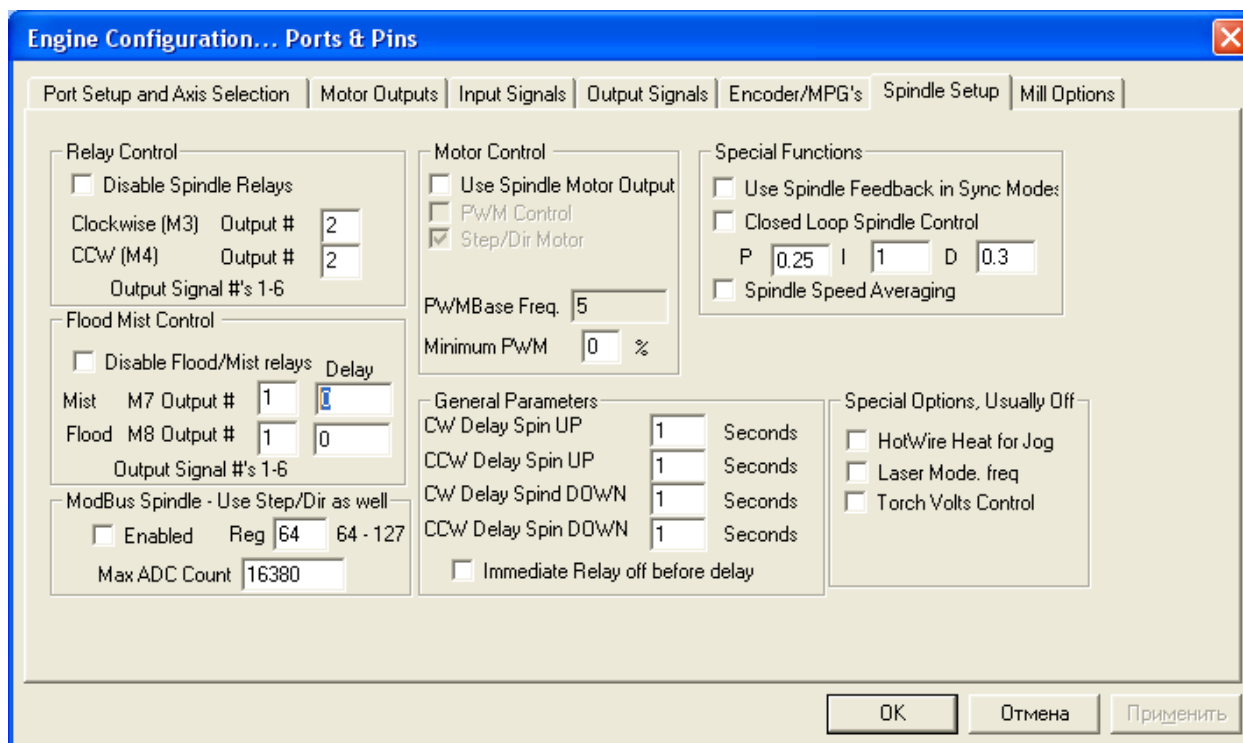 Engine Configuration... Ports & Pins
Port Setup and Axis Selection
Motor Outputs
Input Signals
Output Signals
Encoder/MPG's
Spindle Setup
Mill Options
Relay Control
Disable Spindle Relays
Clockwise (M3) Output # 2
CCW (M4) Output # 2
Output Signal #'s 1-6
Flood Mist Control
Disable Flood/Mist relays Delay
Mist M7 Output # 1 0
Flood M8 Output # 1 0
Output Signal #'s 1-6
ModBus Spindle - Use Step/Dir as well
Enabled Reg 64 64 - 127
Max ADC Count 16380
Motor Control
Use Spindle Motor Output
PWM Control
Step/Dir Motor
PWMBase Freq. 5
Minimum PWM 0 %
General Parameters
CW Delay Spin UP 1 Seconds
CCW Delay Spin UP 1 Seconds
CW Delay Spind DOWN 1 Seconds
CCW Delay Spin DOWN 1 Seconds
Immediate Relay off before delay
Special Functions
Use Spindle Feedback in Sync Modes
Closed Loop Spindle Control
P 0.25 I 1 D 0.3
Spindle Speed Averaging
Special Options, Usually Off
HotWire Heat for Jog
Laser Mode. freq
Torch Volts Control
OK
Отмена
Применить